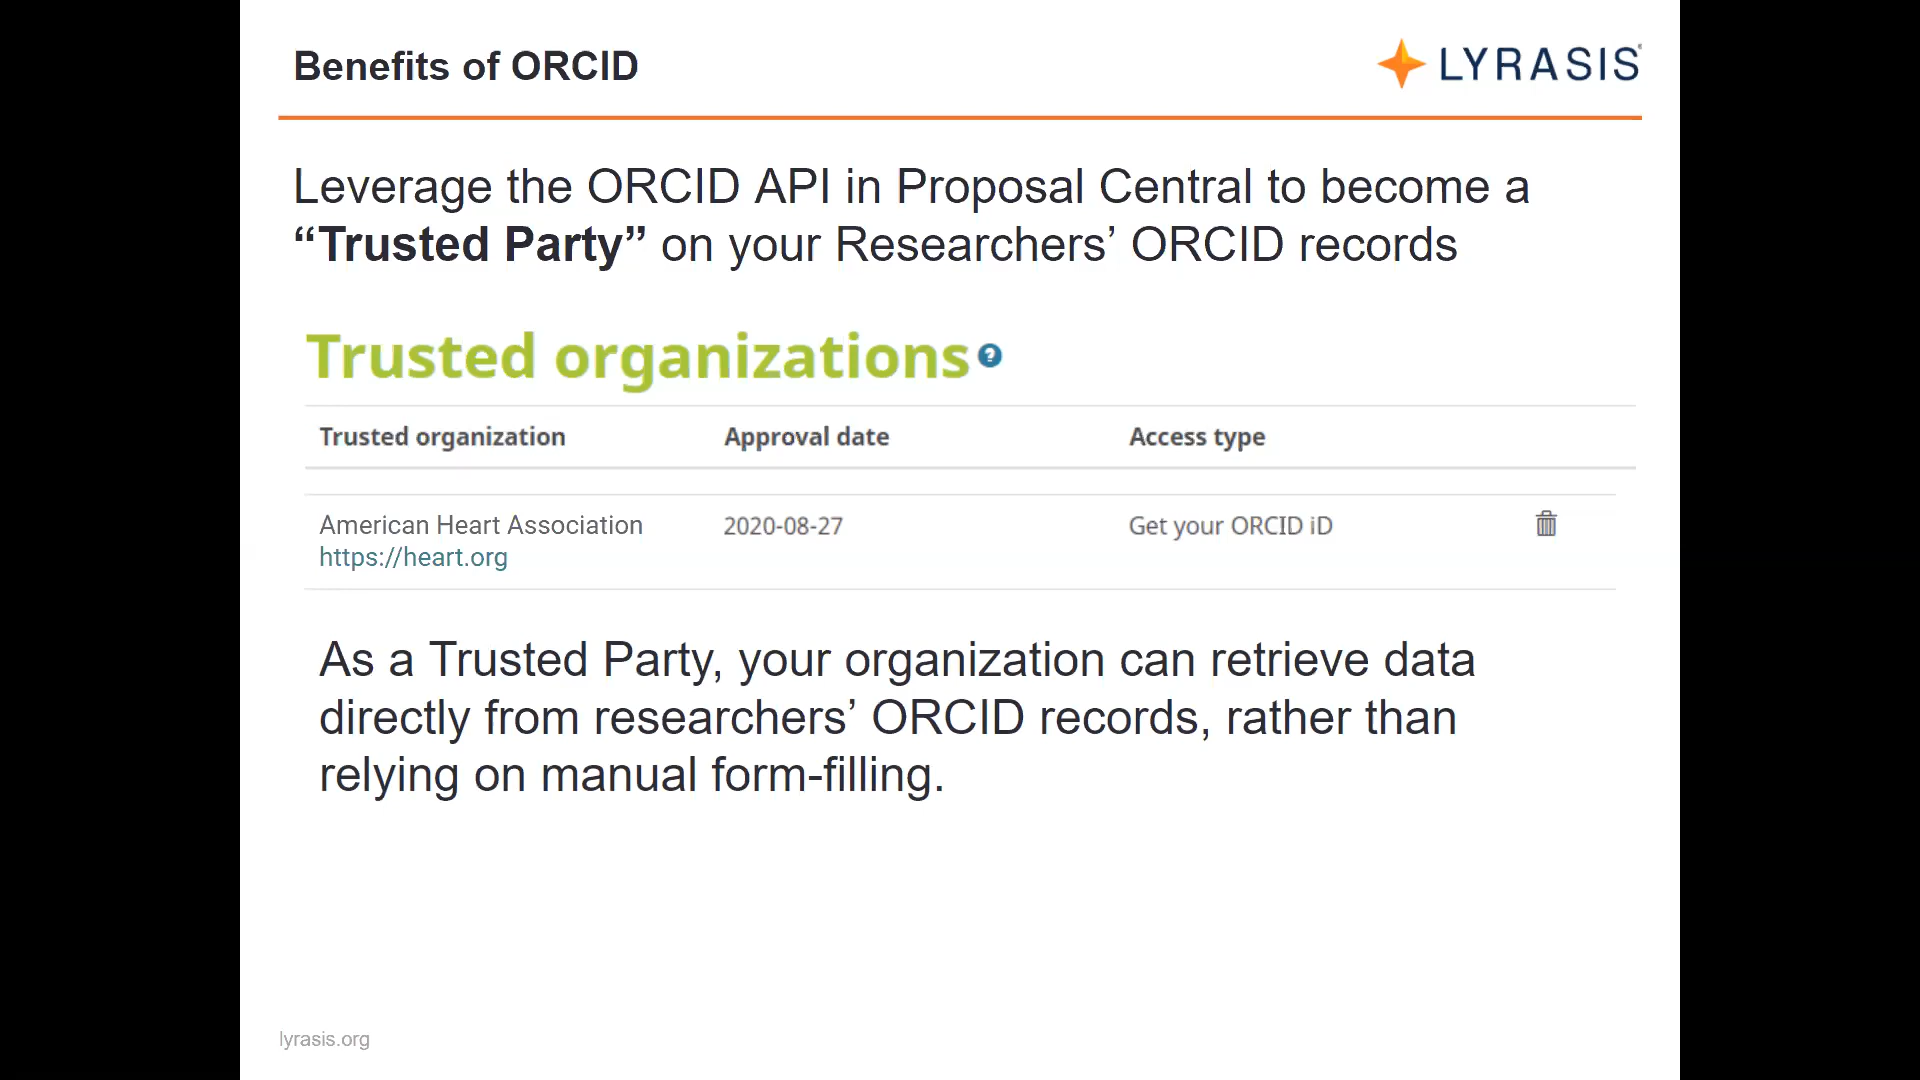 Benefits of ORCID
LYRASIS
Leverage the ORCID API in Proposal Central to become a
“Trusted Party” on your Researchers’ ORCID records
Trusted organizations ?
Trusted organization Approval date Access type
American Heart Association 2020-08-27 Get your ORCID iD
https://heart.org
As a Trusted Party, your organization can retrieve data
directly from researchers’ ORCID records, rather than
relying on manual form-filling.
lyrasis.org